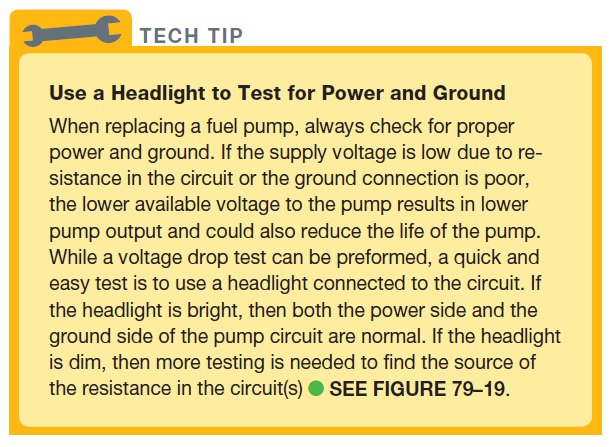 TECH TIP
Use a Headlight to Test for Power and Ground
When replacing a fuel pump, always check for proper
power and ground. If the supply voltage is low due to re-
sistance in the circuit or the ground connection is poor,
the lower available voltage to the pump results in lower
pump output and could also reduce the life of the pump.
While a voltage drop test can be preformed, a quick and
easy test is to use a headlight connected to the circuit. If
the headlight is bright, then both the power side and the
ground side of the pump circuit are normal. If the headlight
is dim, then more testing is needed to find the source of
the resistance in the circuit(s) ● SEE FIGURE 79–19.